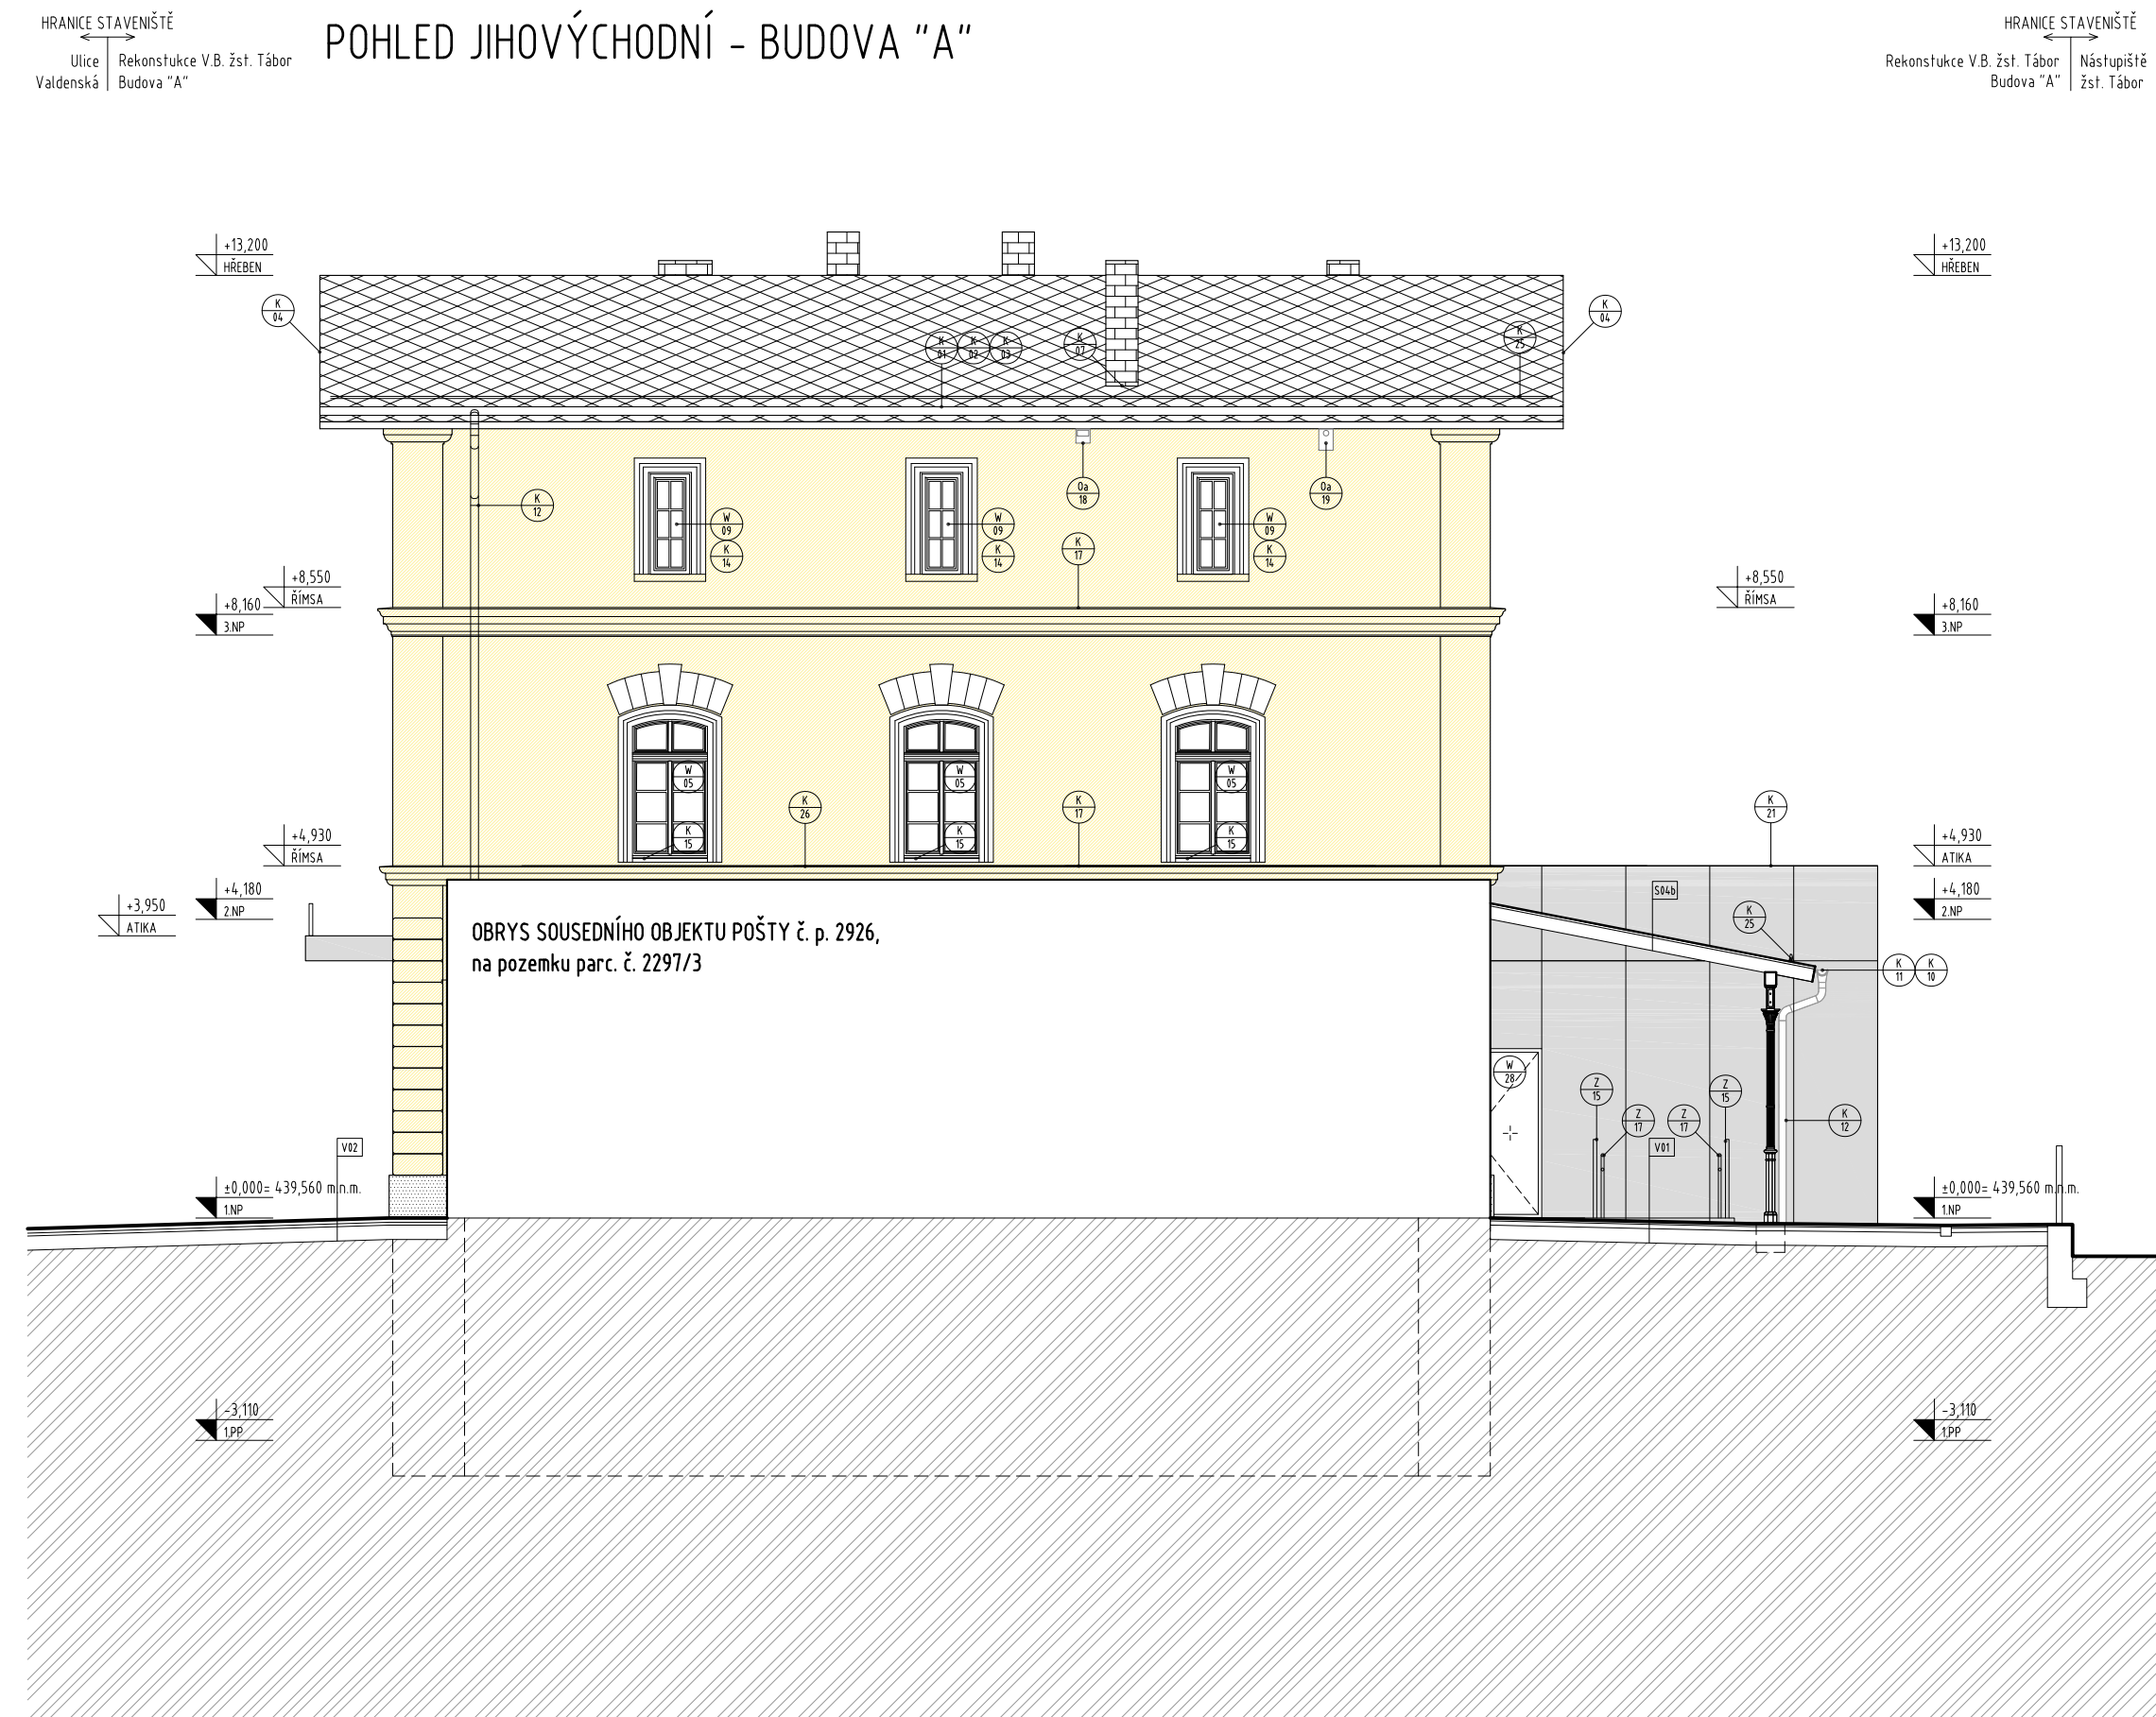 HRANICE STAVENIŠTĚ
Ulice
Valdenská
Rekonstukce V.B. žst. Tábor
Budova "A"
POHLED JIHOVÝCHODNÍ - BUDOVA "A"
HRANICE STAVENIŠTĚ
Rekonstukce V.B. žst. Tábor
Budova "A"
Nástupiště
žst. Tábor
+13,200
HŘEBEN
+13,200
HŘEBEN
K
04
K
04
K
01
K
02
K
03
K
07
K
25
K
12
Oa
18
Oa
19
W
09
K
14
W
09
K
14
W
09
K
14
K
17
+8,550
ŘÍMSA
+8,160
3.NP
+8,550
ŘÍMSA
+8,160
3.NP
W
05
K
15
W
05
K
15
W
05
K
15
K
26
K
17
K
21
+4,930
ŘÍMSA
+4,180
2.NP
+3,950
ATIKA
+4,930
ATIKA
+4,180
2.NP
S04b
K
25
K
11
K
10
OBRYS SOUSEDNÍHO OBJEKTU POŠTY č. p. 2926,
na pozemku parc. č. 2297/3
W
28
Z
15
Z
17
Z
17
Z
15
K
12
V02
V01
±0,000= 439,560 m.n.m.
1.NP
±0,000= 439,560 m.n.m.
1.NP
-3,110
1.PP
-3,110
1.PP